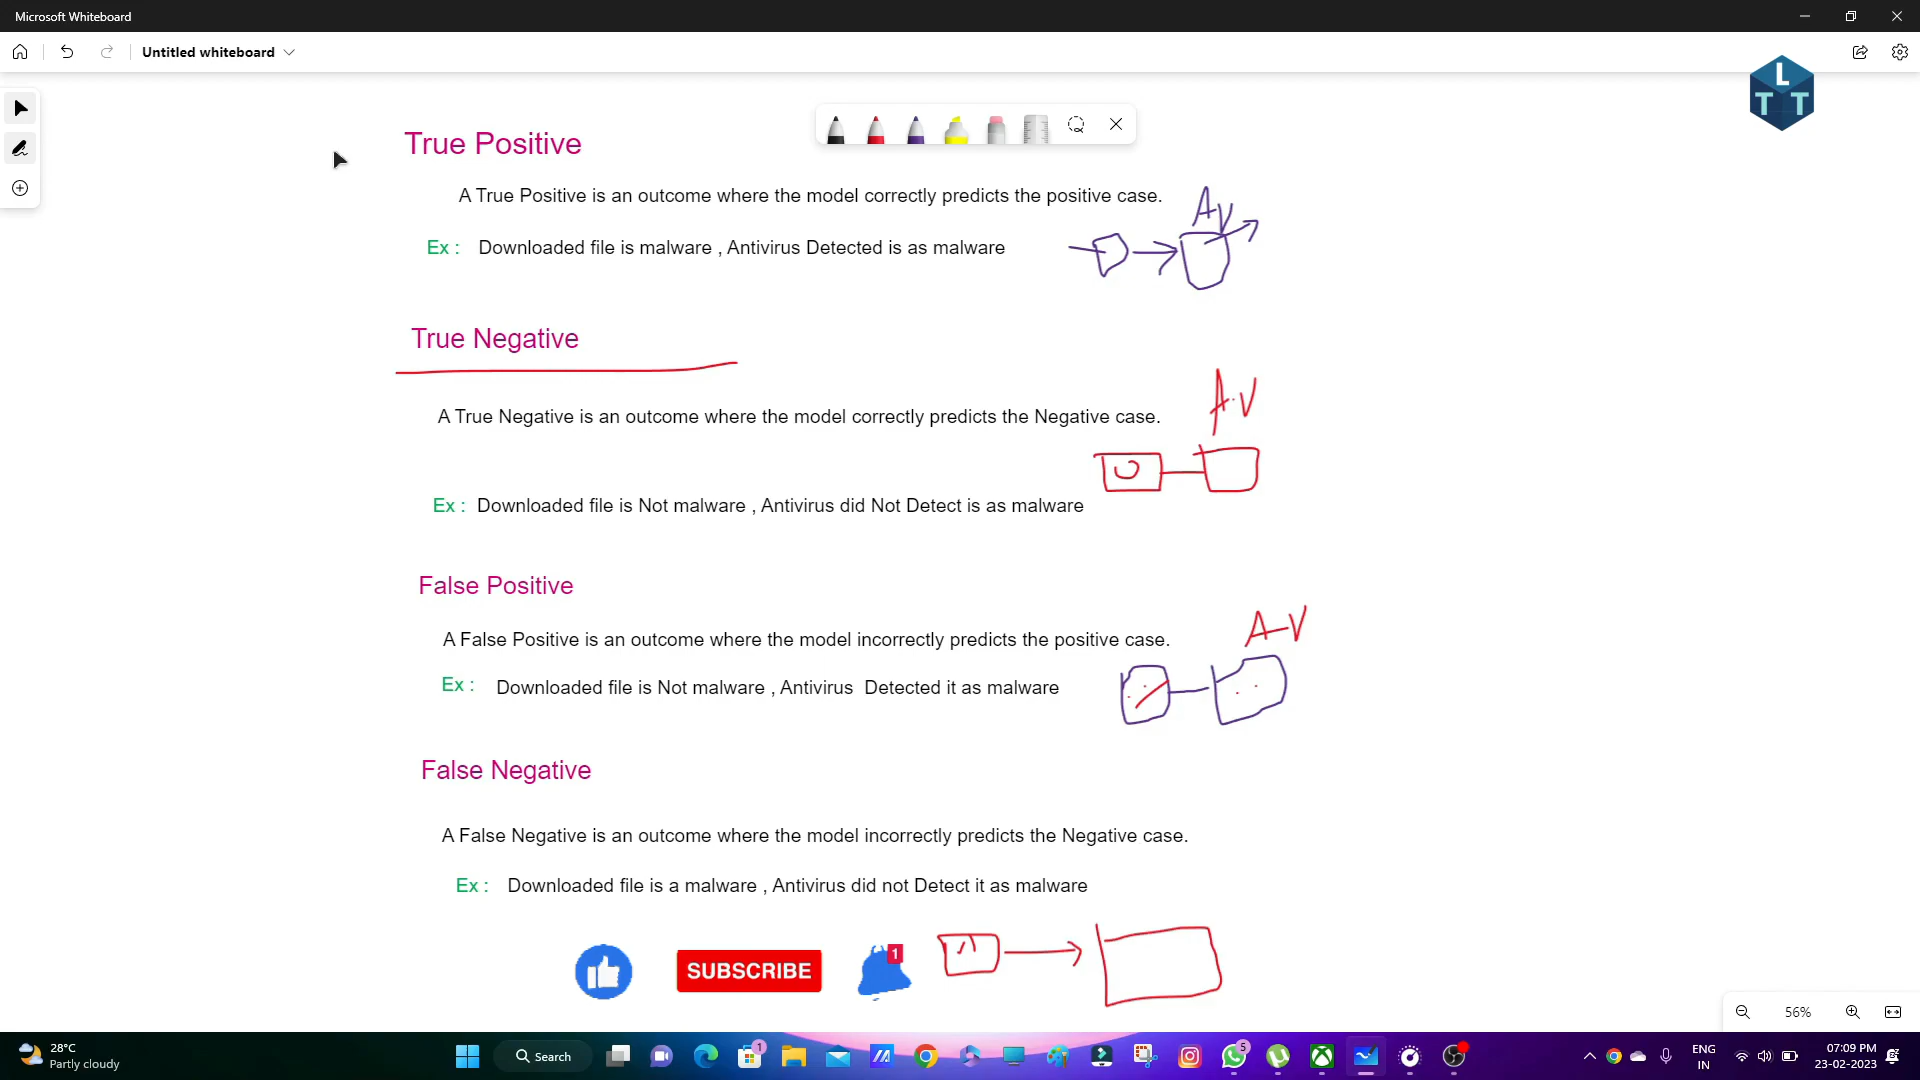 Microsoft Whiteboard
Untitled whiteboard
L
T T
True Positive
A True Positive is an outcome where the model correctly predicts the positive case.
AV
Ex : Downloaded file is malware , Antivirus Detected is as malware
True Negative
A.V
A True Negative is an outcome where the model correctly predicts the Negative case.
Ex : Downloaded file is Not malware , Antivirus did Not Detect is as malware
False Positive
A-V
A False Positive is an outcome where the model incorrectly predicts the positive case.
Ex : Downloaded file is Not malware , Antivirus Detected it as malware
False Negative
A False Negative is an outcome where the model incorrectly predicts the Negative case.
Ex : Downloaded file is a malware , Antivirus did not Detect it as malware
SUBSCRIBE
1
56%
28°C
Partly cloudy
Search
1
5
ENG
IN
07:09 PM
23-02-2023